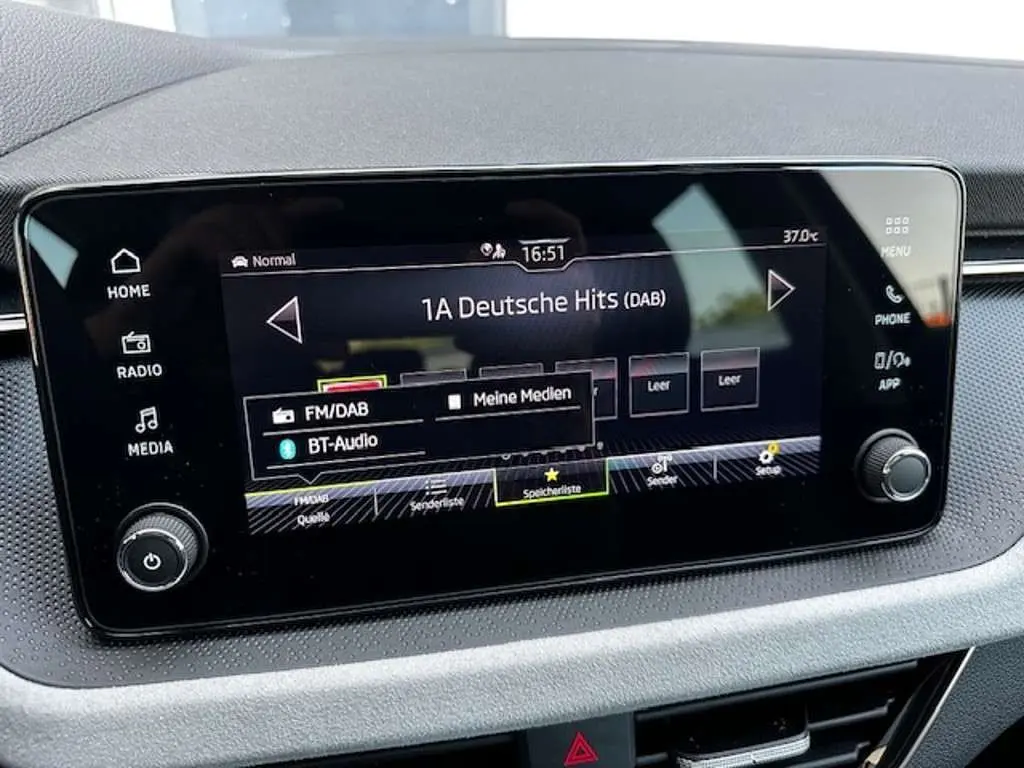 HOME
RADIO
MEDIA
Normal
16:51
37.0°C
1A Deutsche Hits (DAB)
Leer
Leer
FM/DAB
Meine Medien
BT-Audio
FM/DAB
Quelle
Senderliste
Speicherliste
Sender
Setup
MENU
PHONE
APP